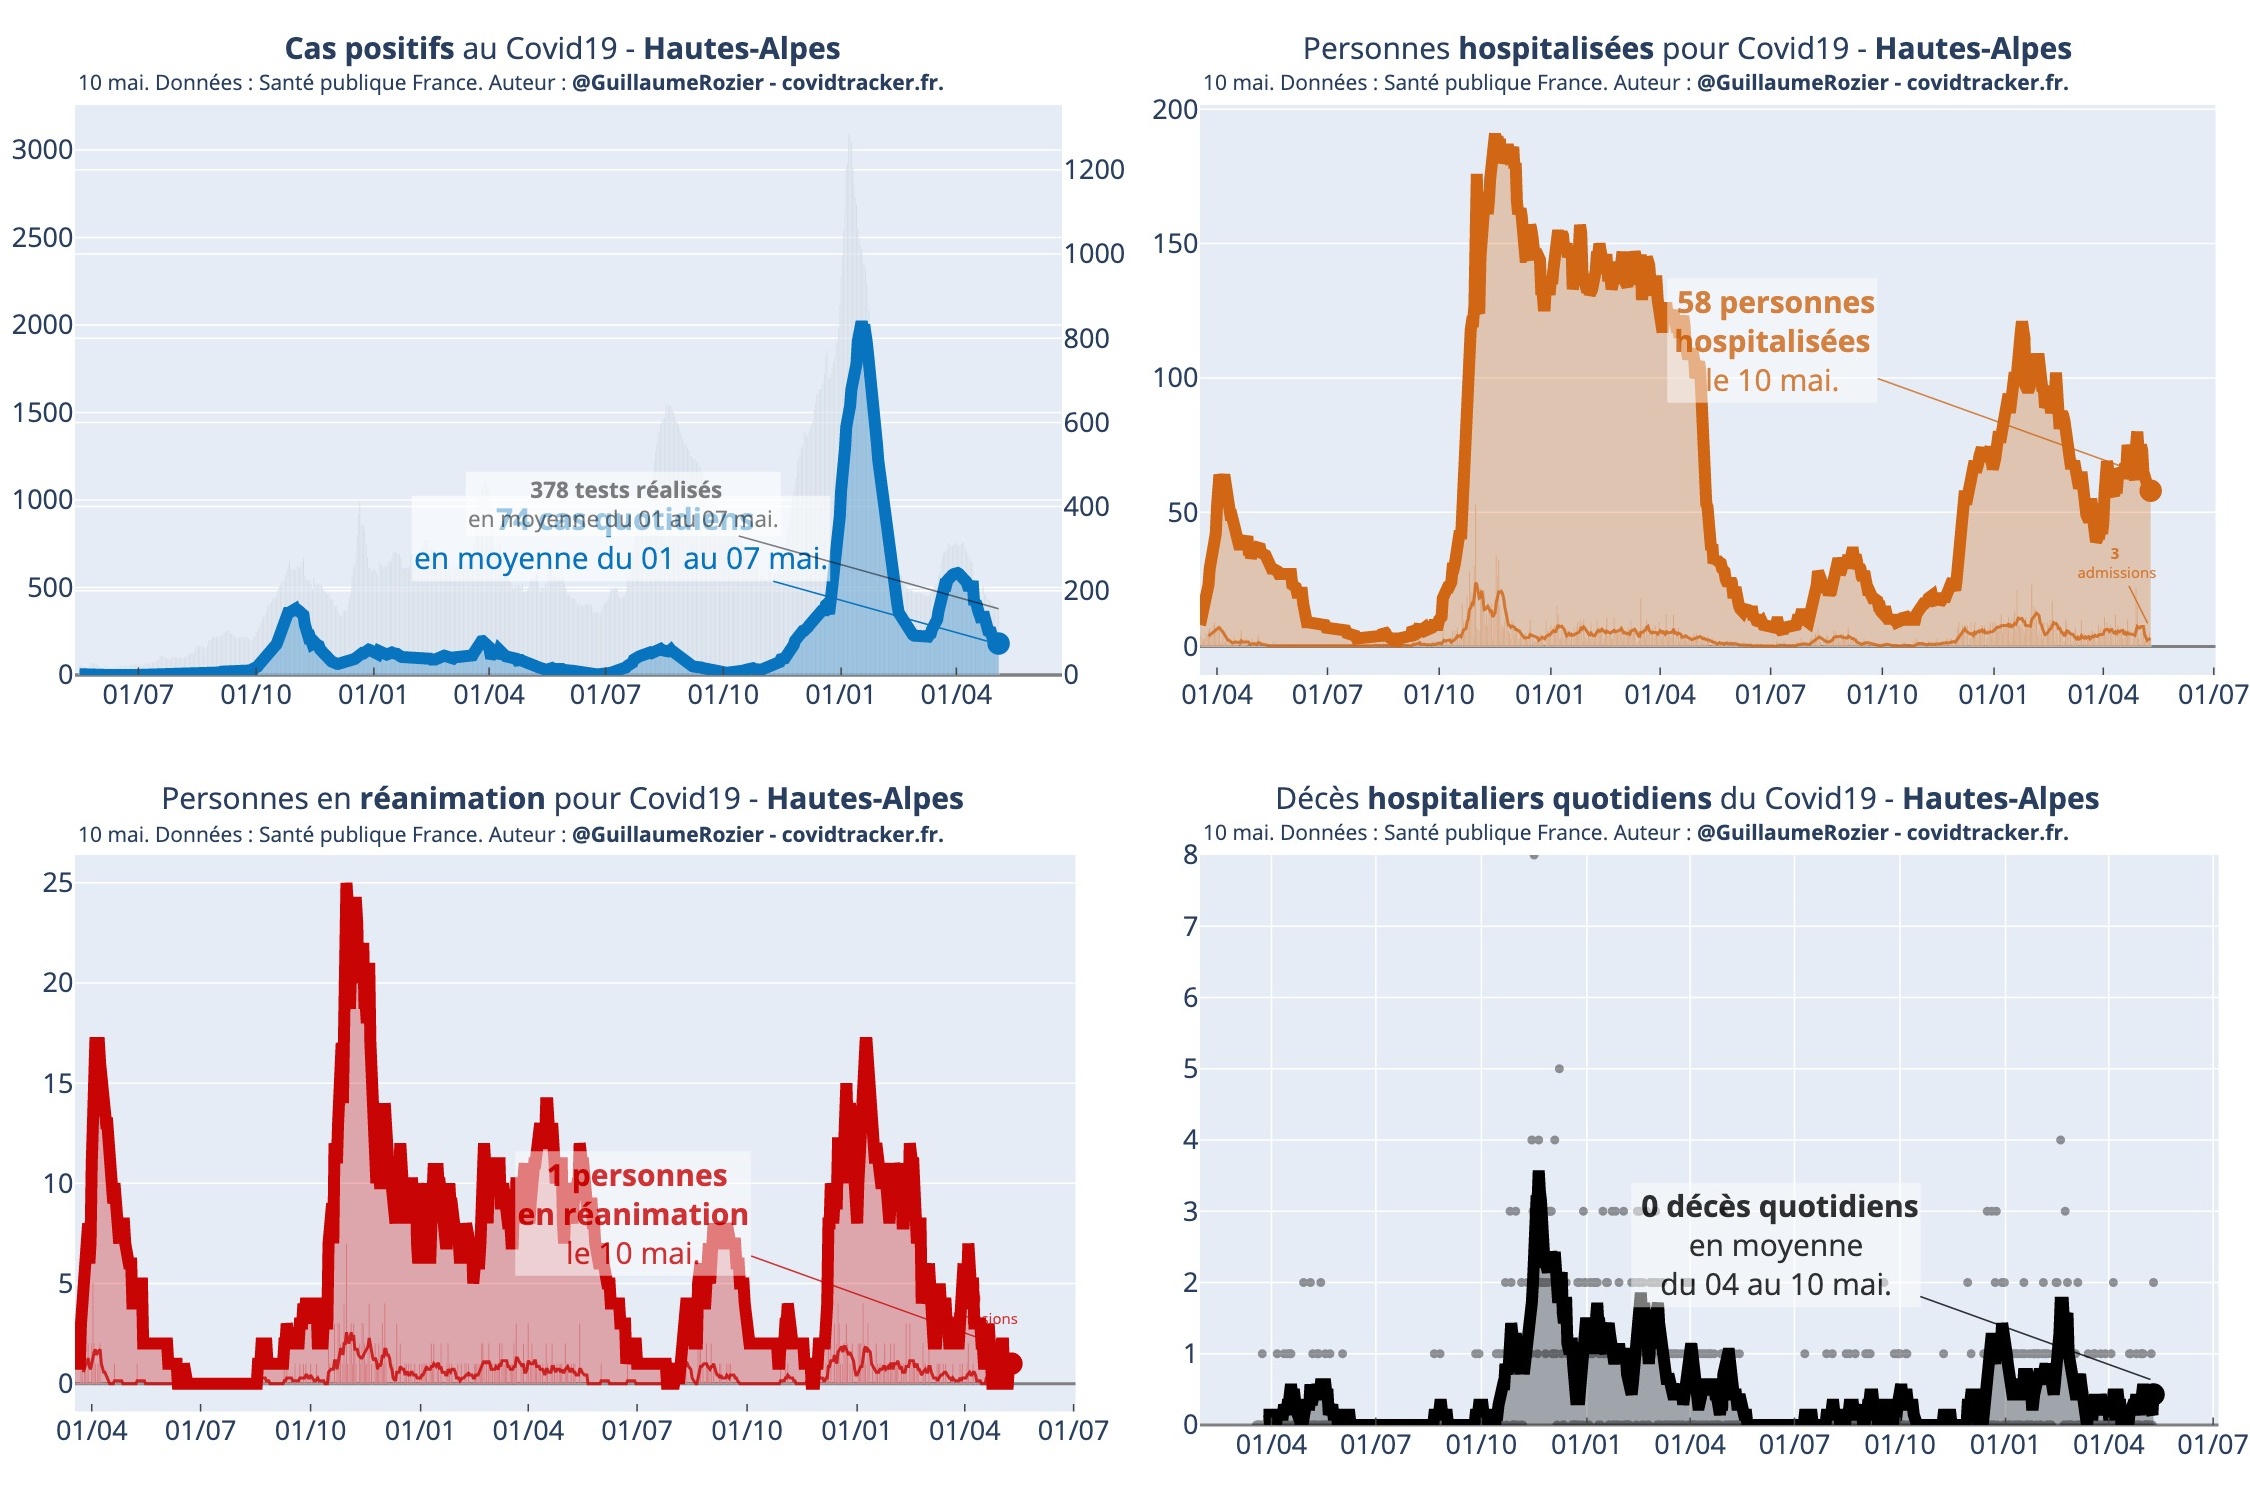 Cas positifs au Covid19 - Hautes-Alpes
10 mai. Données : Santé publique France. Auteur : @GuillaumeRozier - covidtracker.fr.
3000
2500
2000
1500
1000
500
0
1200
1000
800
600
400
200
0
378 tests réalisés
en moyenne du 01 au 07 mai.
74 cas quotidiens
en moyenne du 01 au 07 mai.
01/07 01/10 01/01 01/04 01/07 01/10 01/01 01/04
Personnes hospitalisées pour Covid19 - Hautes-Alpes
10 mai. Données : Santé publique France. Auteur : @GuillaumeRozier - covidtracker.fr.
200
150
100
50
0
58 personnes
hospitalisées
le 10 mai.
3
admissions
01/04 01/07 01/10 01/01 01/04 01/07 01/10 01/01 01/04 01/07
Personnes en réanimation pour Covid19 - Hautes-Alpes
10 mai. Données : Santé publique France. Auteur : @GuillaumeRozier - covidtracker.fr.
25
20
15
10
5
0
1 personnes
en réanimation
le 10 mai.
01/04 01/07 01/10 01/01 01/04 01/07 01/10 01/01 01/04 01/07
Décès hospitaliers quotidiens du Covid19 - Hautes-Alpes
10 mai. Données : Santé publique France. Auteur : @GuillaumeRozier - covidtracker.fr.
8
7
6
5
4
3
2
1
0
0 décès quotidiens
en moyenne
du 04 au 10 mai.
01/04 01/07 01/10 01/01 01/04 01/07 01/10 01/01 01/04 01/07